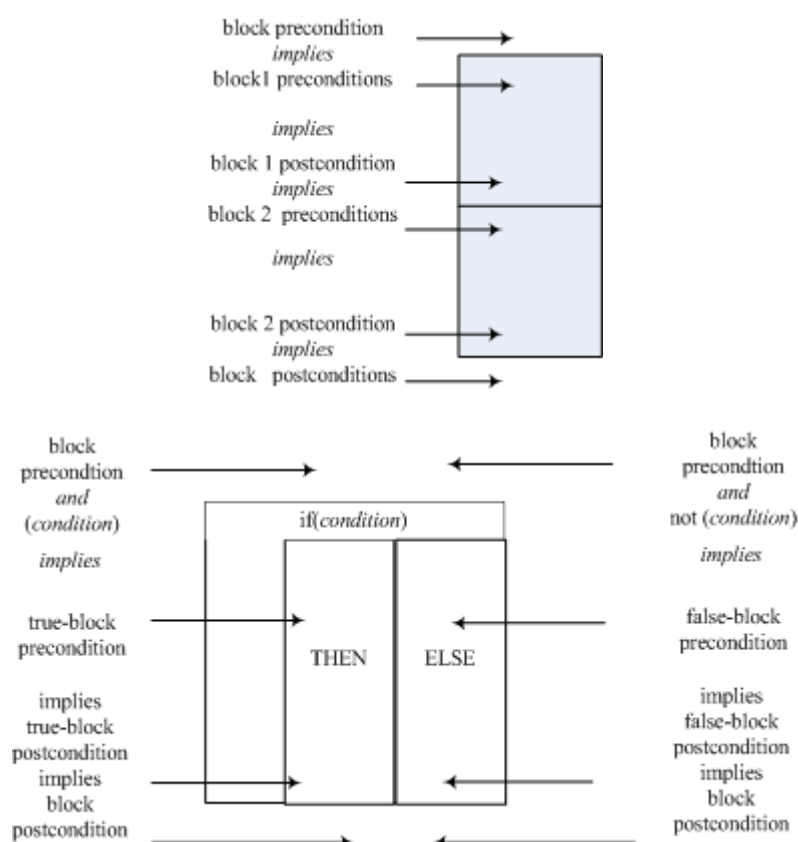 block precondition
implies
block1 preconditions
implies
block 1 postcondition
implies
block 2 preconditions
implies
block 2 postcondition
implies
block postconditions
block
precondtion
and
(condition)
implies
true-block
precondition
implies
true-block
postcondition
implies
block
postcondition
if(condition)
THEN
ELSE
block
precondtion
and
not (condition)
implies
false-block
precondition
implies
false-block
postcondition
implies
block
postcondition